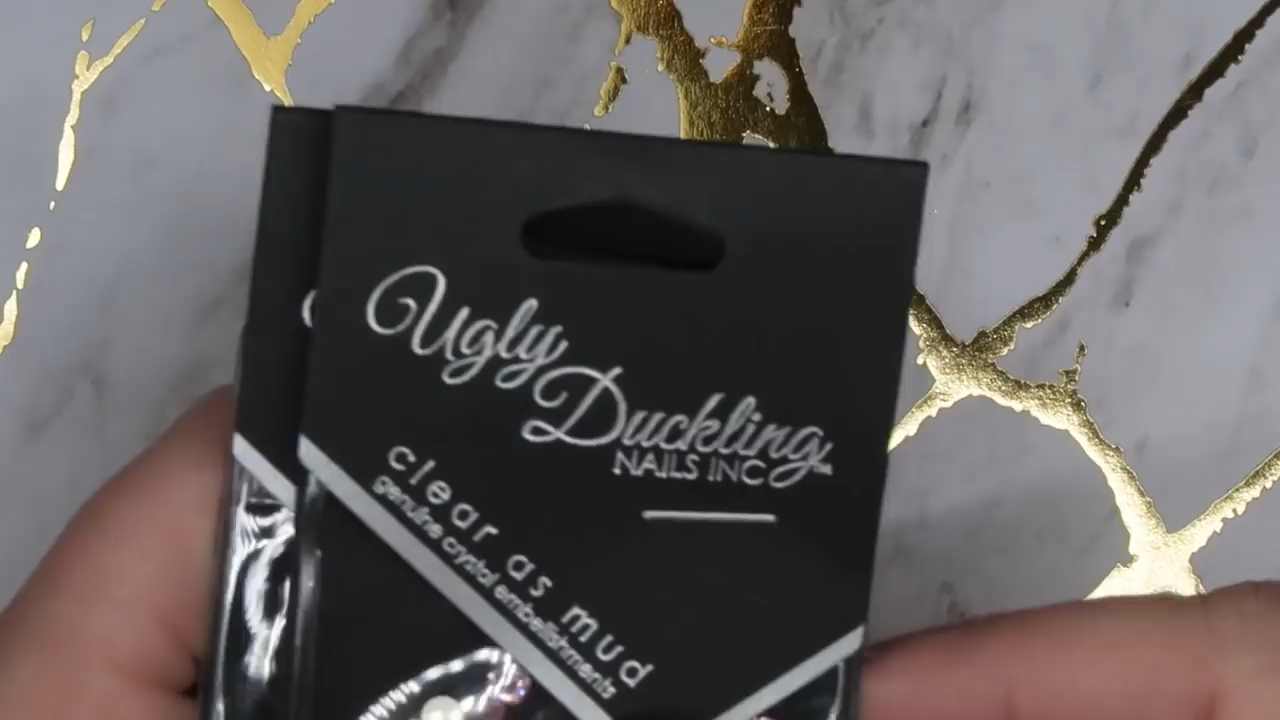 Ugly
Duckling
NAILS INC
clear as mud
genuine crystal embellishments